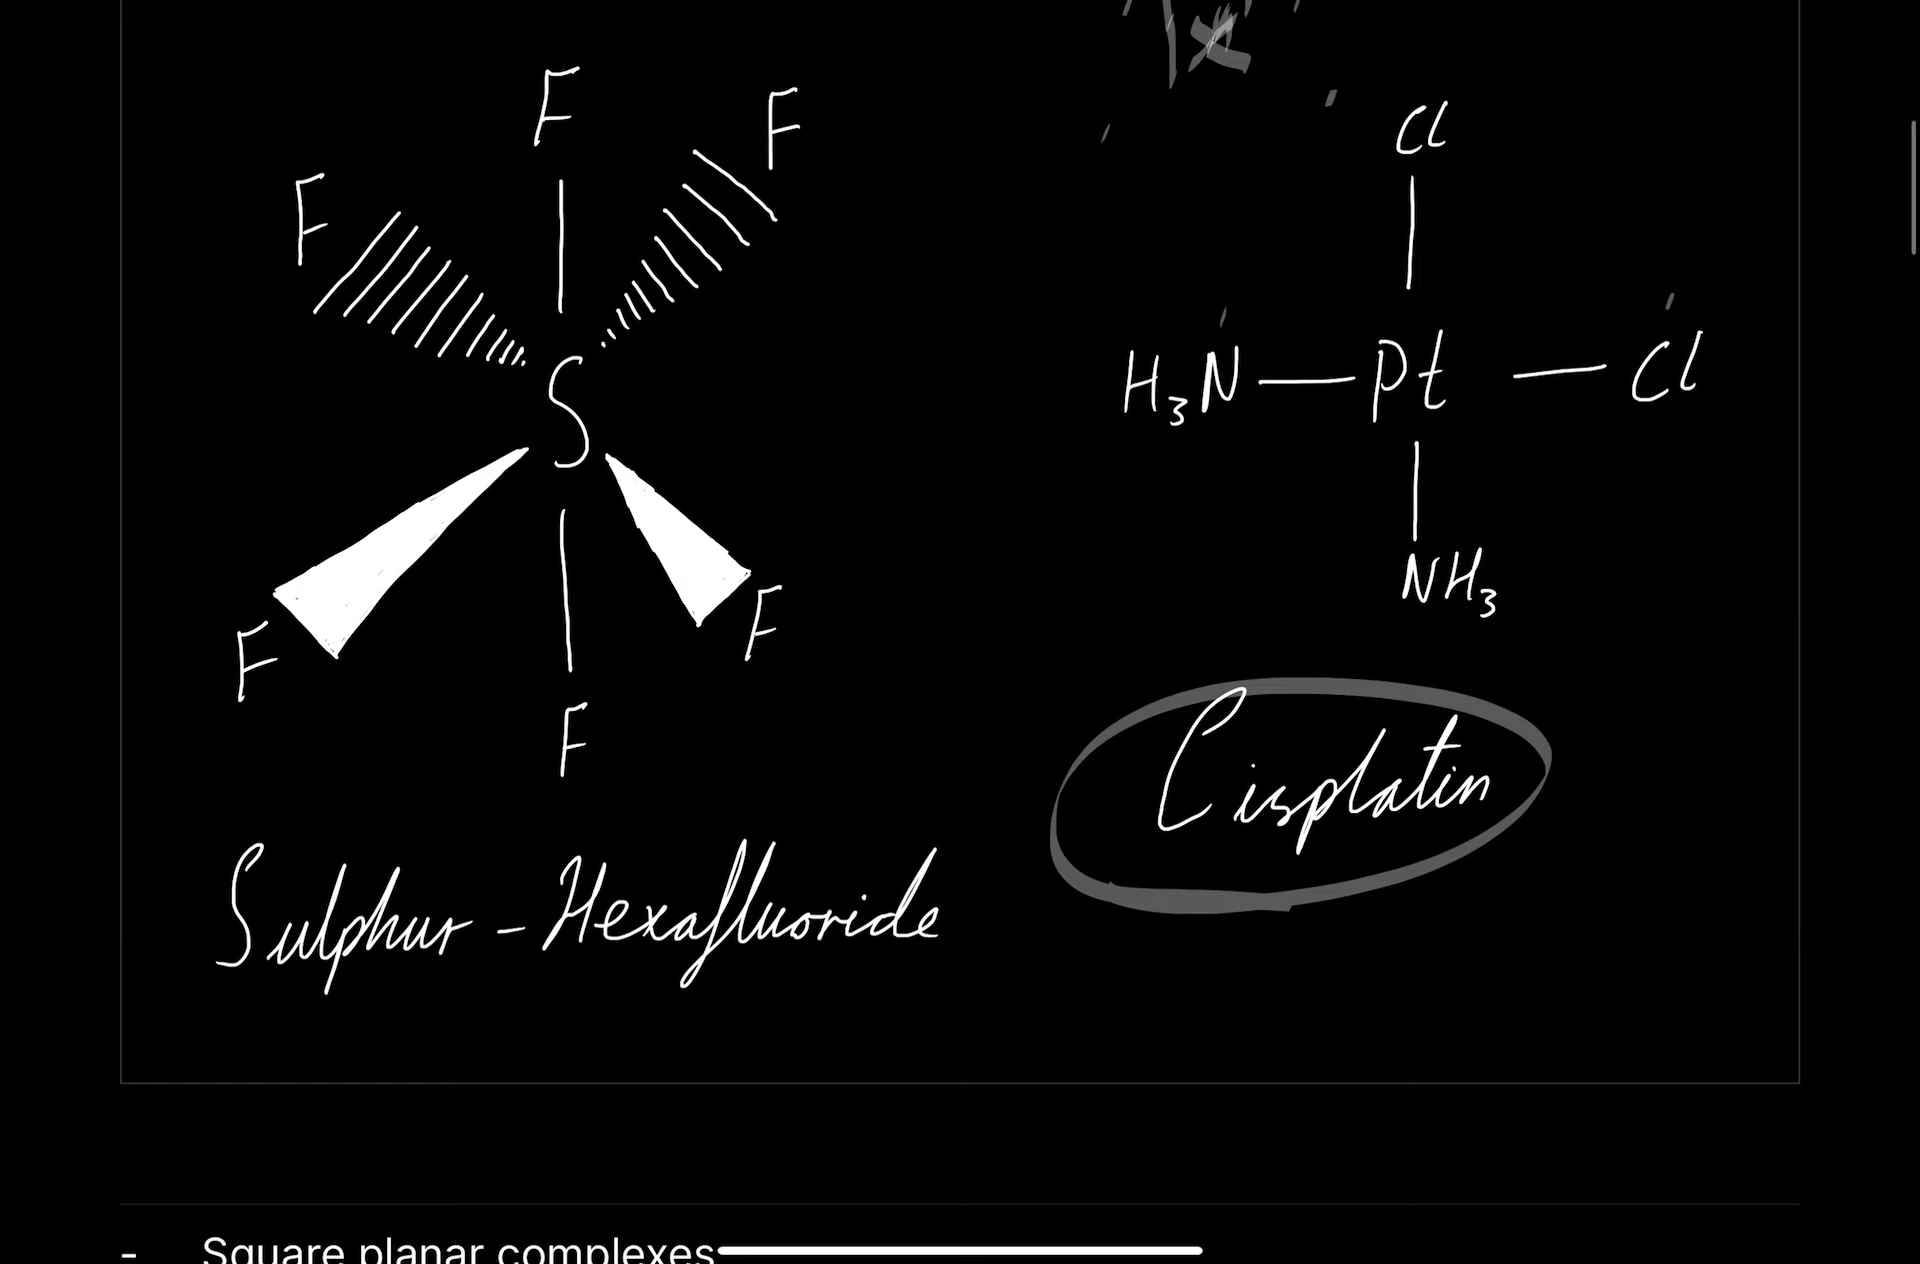 F
F
F
S
F
F
F
Sulphur - Hexafluoride
Cl
H₃N — Pt — Cl
NH₃
Cisplatin
- Square planar complexes